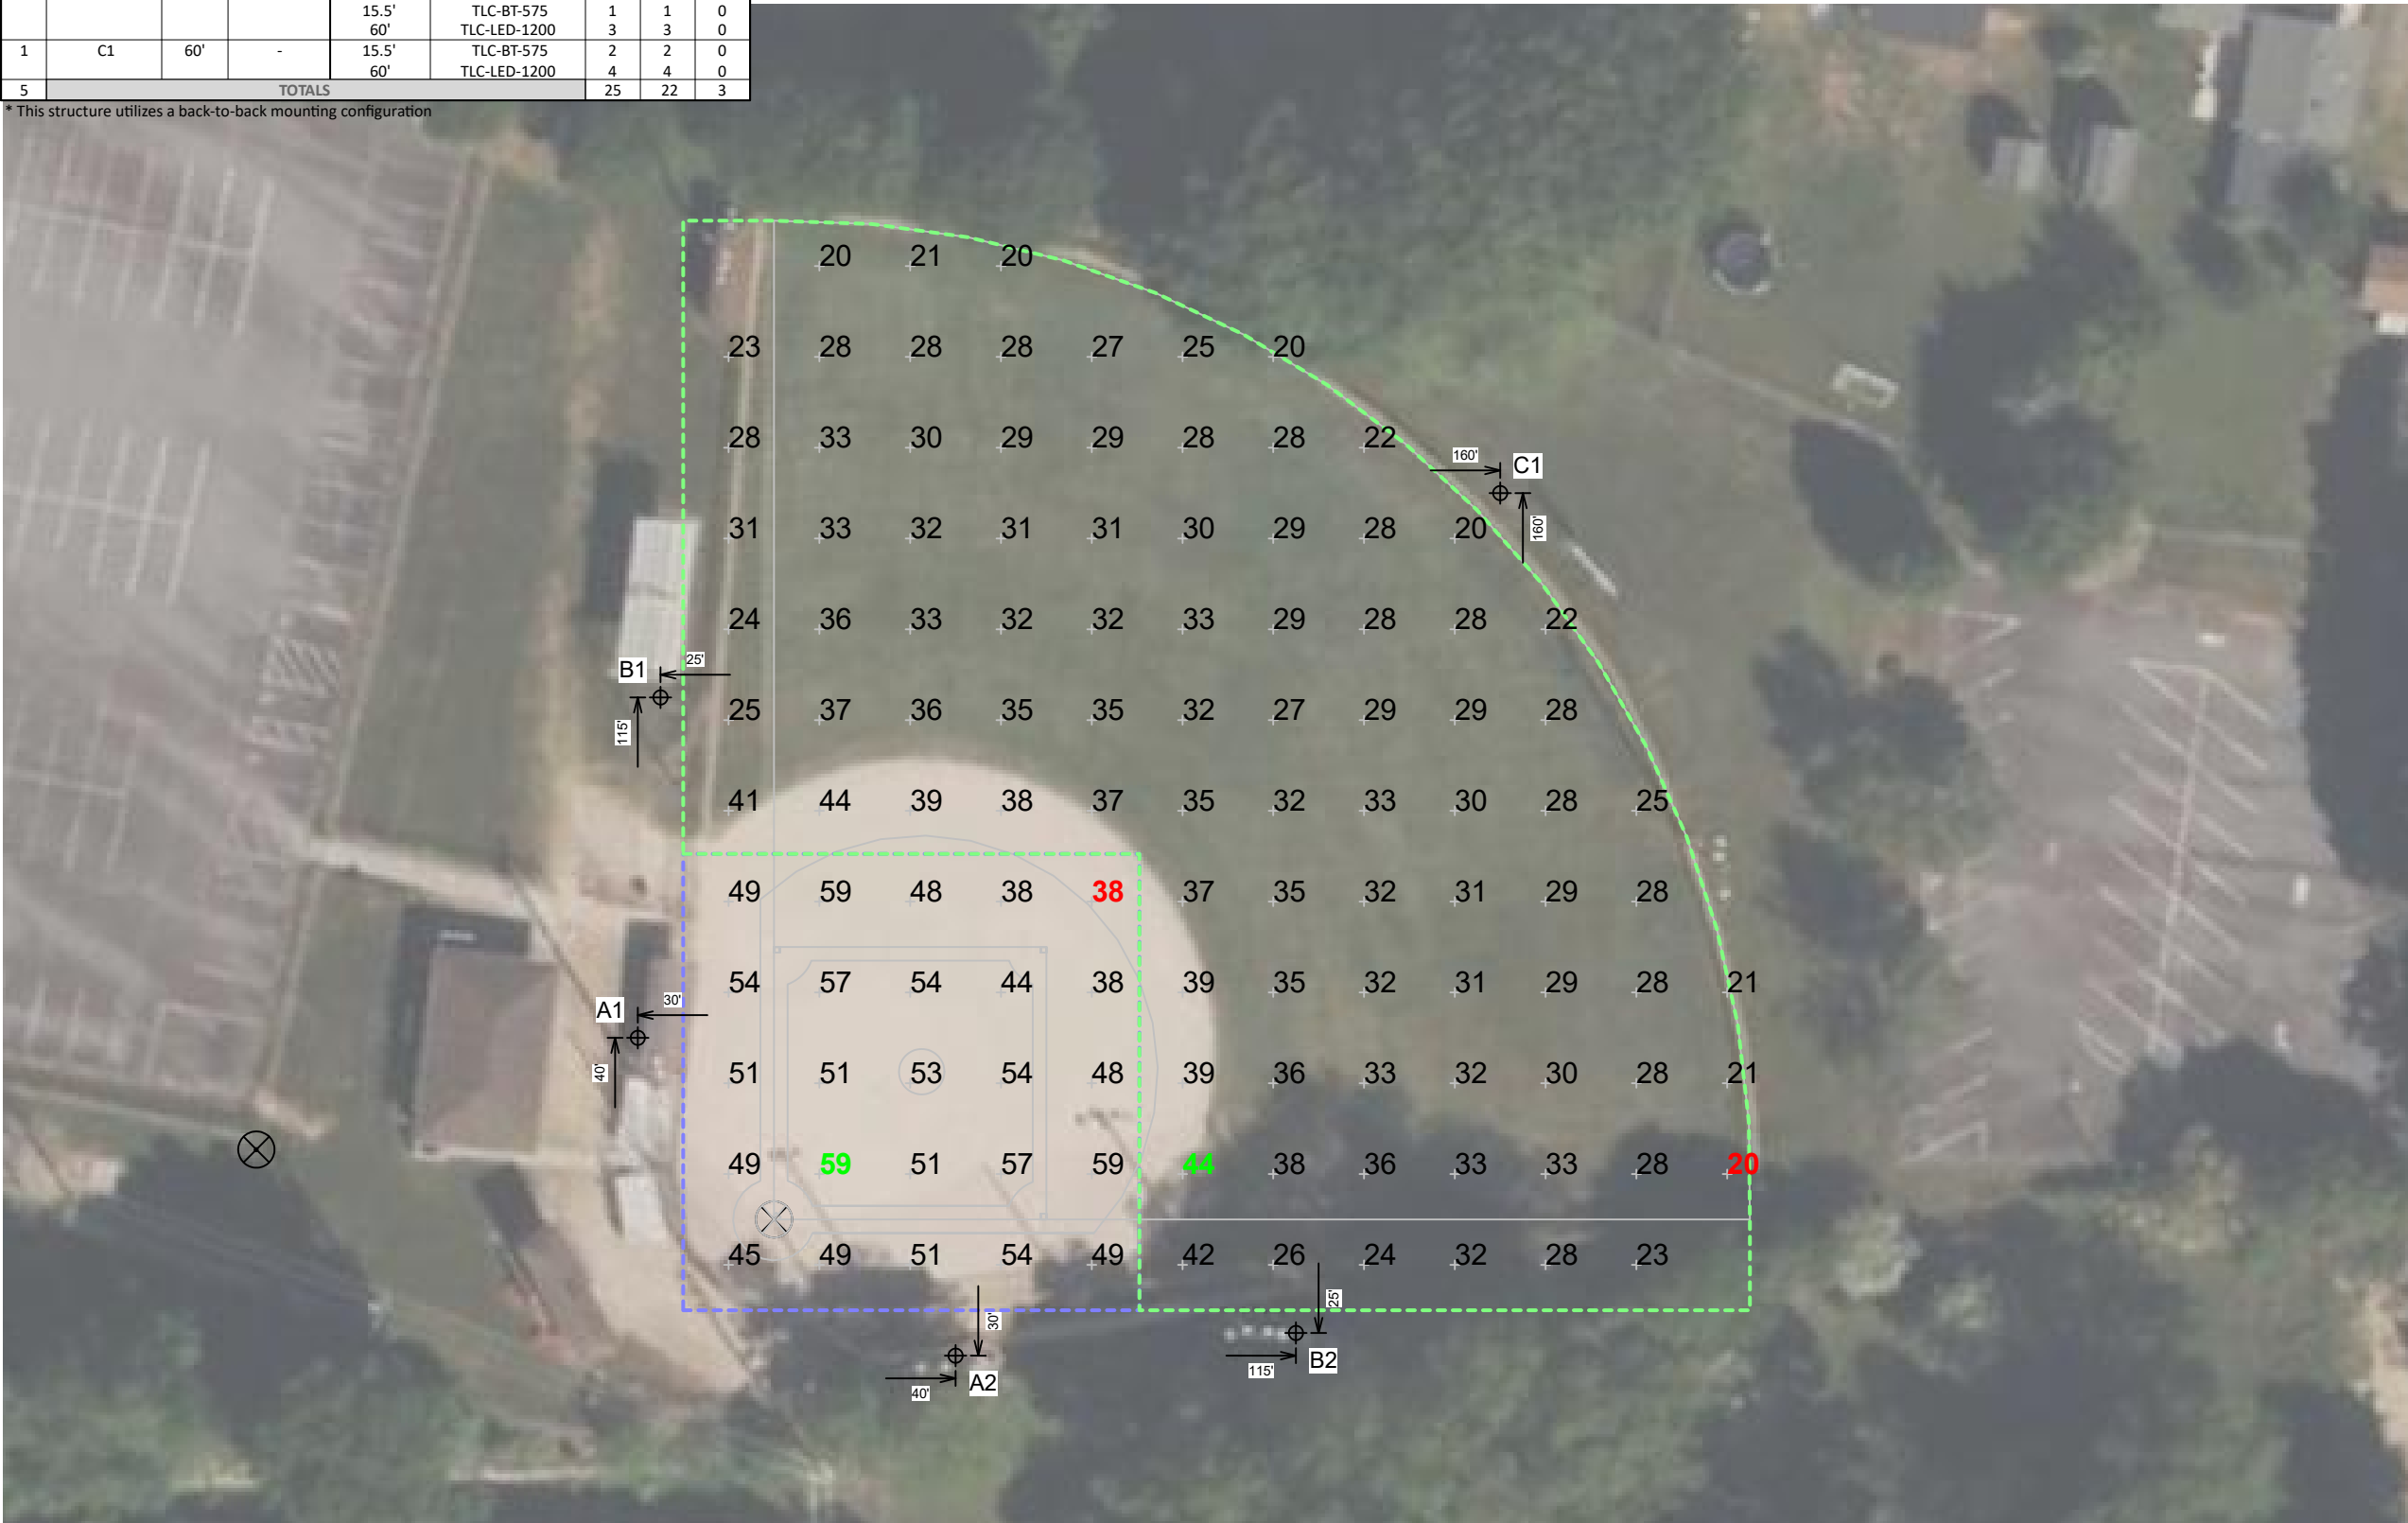 15.5' TLC-BT-575 1 1 0
60' TLC-LED-1200 3 3 0
1 C1 60' - 15.5' TLC-BT-575 2 2 0
60' TLC-LED-1200 4 4 0
5 TOTALS 25 22 3
* This structure utilizes a back-to-back mounting configuration
20 21 20
23 28 28 28 27 25 20
28 33 30 29 29 28 28 22
160' C1
31 33 32 31 31 30 29 28 20
160'
24 36 33 32 32 33 29 28 28 22
B1 25'
25 37 36 35 35 32 27 29 29 28
115'
41 44 39 38 37 35 32 33 30 28 25
49 59 48 38 38 37 35 32 31 29 28
54 57 54 44 38 39 35 32 31 29 28 21
A1 30'
40'
51 51 53 54 48 39 36 33 32 30 28 21
49 59 51 57 59 44 38 36 33 33 28 20
45 49 51 54 49 42 26 24 32 28 23
30' 25'
40' A2 115' B2